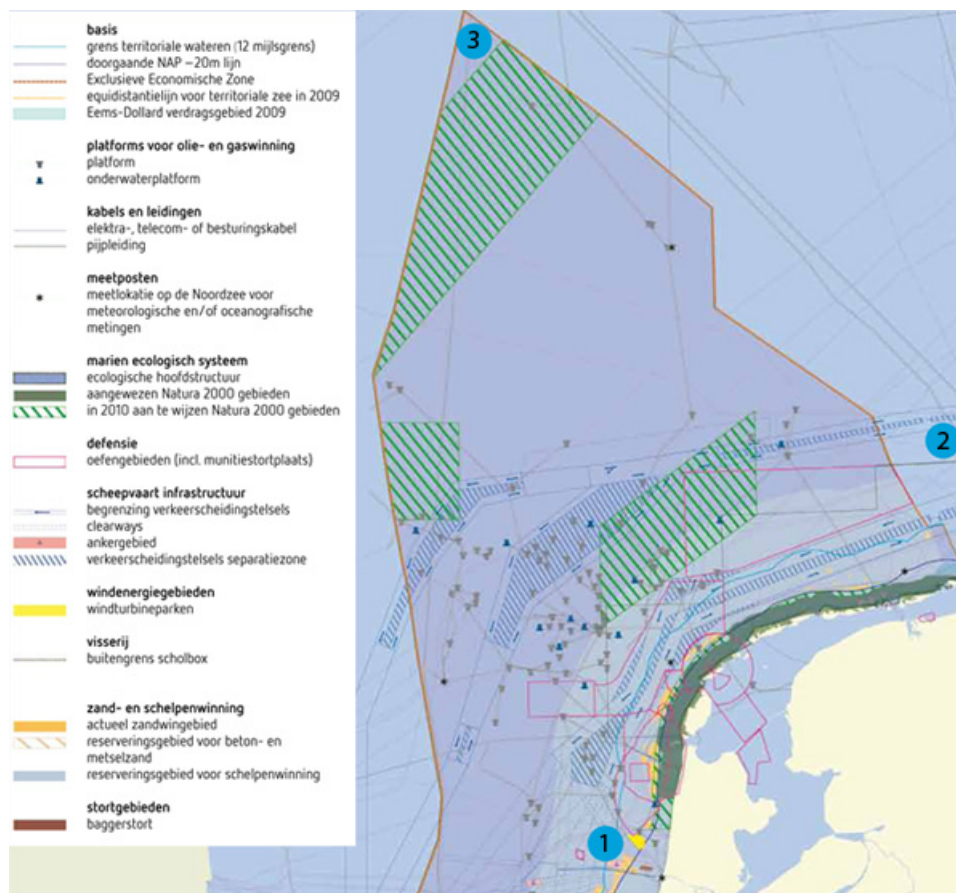 basis
grens territoriale wateren (12 mijlsgrens)
doorgaande NAP –20m lijn
Exclusieve Economische Zone
equidistantielijn voor territoriale zee in 2009
Eems-Dollard verdragsgebied 2009
platforms voor olie- en gaswinning
platform
onderwaterplatform
kabels en leidingen
elektra-, telecom- of besturingskabel
pijpleiding
meetposten
meetlokatie op de Noordzee voor
meteorologische en/of oceanografische
metingen
marien ecologisch systeem
ecologische hoofdstructuur
aangewezen Natura 2000 gebieden
in 2010 aan te wijzen Natura 2000 gebieden
defensie
oefengebieden (incl. munitiestortplaats)
scheepvaart infrastructuur
begrenzing verkeerscheidingstelsels
clearways
ankergebied
verkeerscheidingstelsels separatiezone
windenergiegebieden
windturbineparken
visserij
buitengrens scholbox
zand- en schelpenwinning
actueel zandwingebied
reserveringsgebied voor beton- en
metselzand
reserveringsgebied voor schelpenwinning
stortgebieden
baggerstort
3
2
1